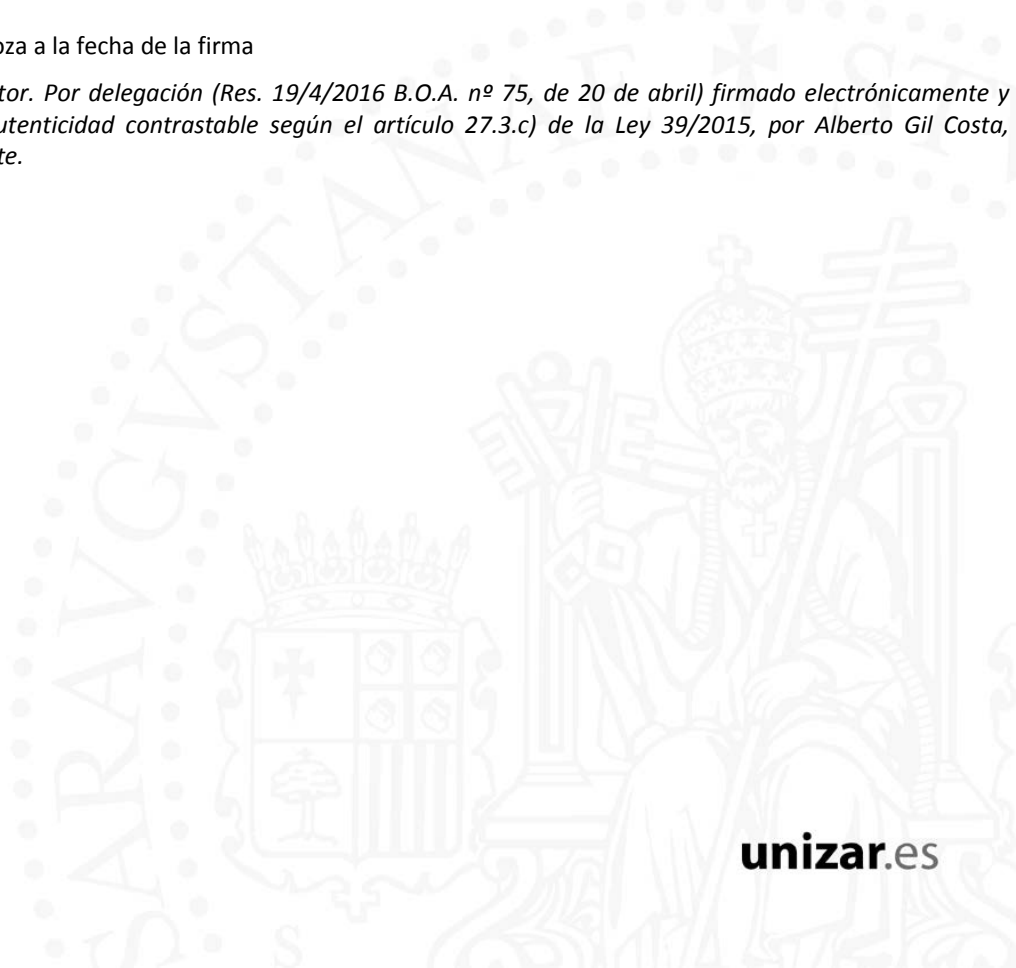 oza a la fecha de la firma
tor. Por delegación (Res. 19/4/2016 B.O.A. nº 75, de 20 de abril) firmado electrónicamente y
utenticidad contrastable según el artículo 27.3.c) de la Ley 39/2015, por Alberto Gil Costa,
te.
SARAVGVSTANAE
ST
S
unizar.es